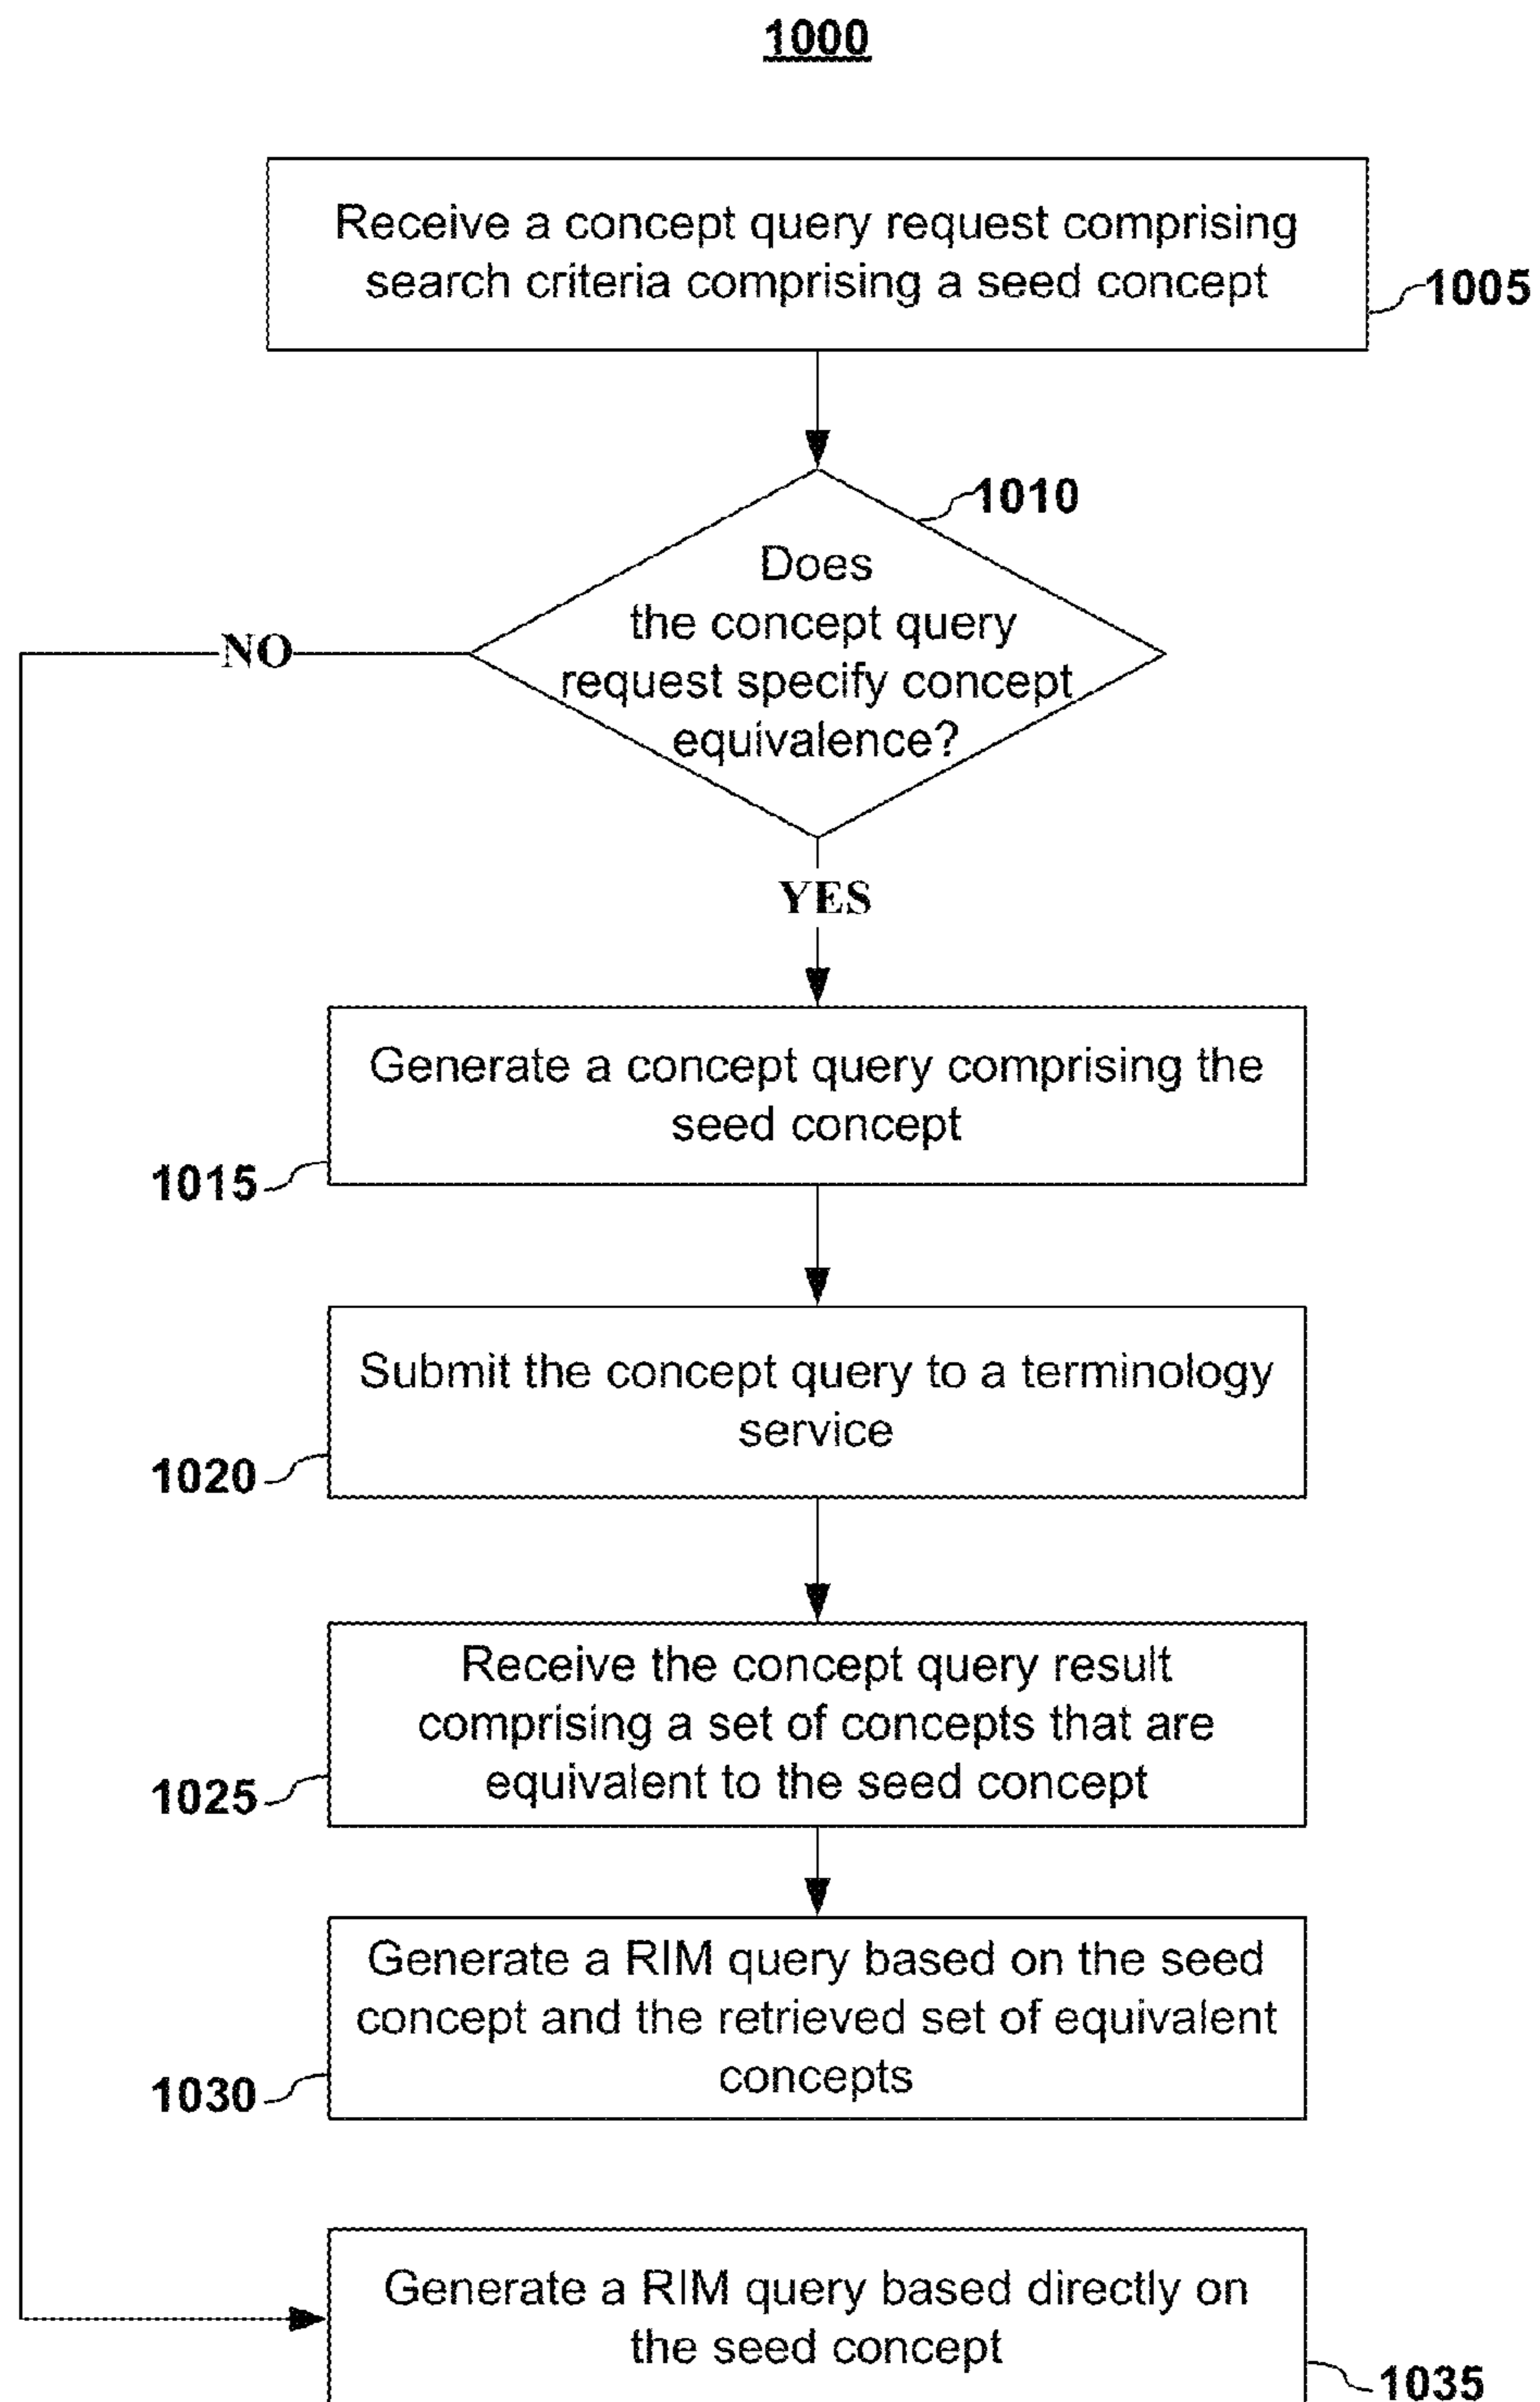 1000
Receive a concept query request comprising
search criteria comprising a seed concept
1005
1010
Does
the concept query
request specify concept
equivalence?
NO
YES
Generate a concept query comprising the
seed concept
1015
Submit the concept query to a terminology
service
1020
Receive the concept query result
comprising a set of concepts that are
equivalent to the seed concept
1025
Generate a RIM query based on the seed
concept and the retrieved set of equivalent
concepts
1030
Generate a RIM query based directly on
the seed concept
1035